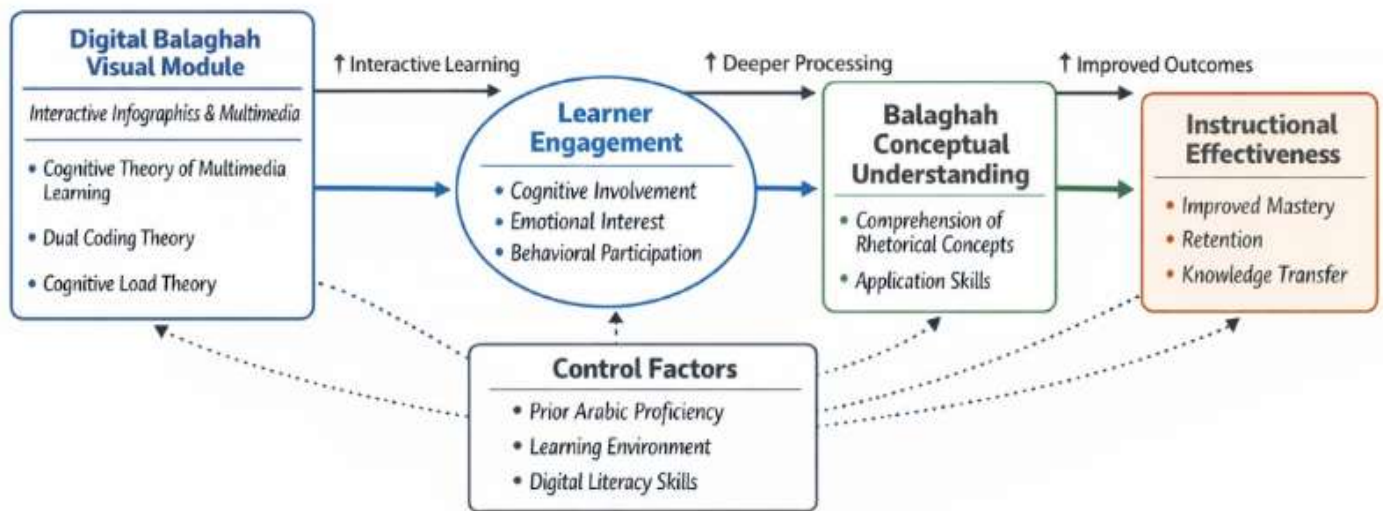 Digital Balaghah
Visual Module
Interactive Infographics & Multimedia
• Cognitive Theory of Multimedia
Learning
• Dual Coding Theory
• Cognitive Load Theory
↑ Interactive Learning
Learner
Engagement
• Cognitive Involvement
• Emotional Interest
• Behavioral Participation
↑ Deeper Processing
Balaghah
Conceptual
Understanding
• Comprehension of
Rhetorical Concepts
• Application Skills
↑ Improved Outcomes
Instructional
Effectiveness
• Improved Mastery
• Retention
• Knowledge Transfer
Control Factors
• Prior Arabic Proficiency
• Learning Environment
• Digital Literacy Skills